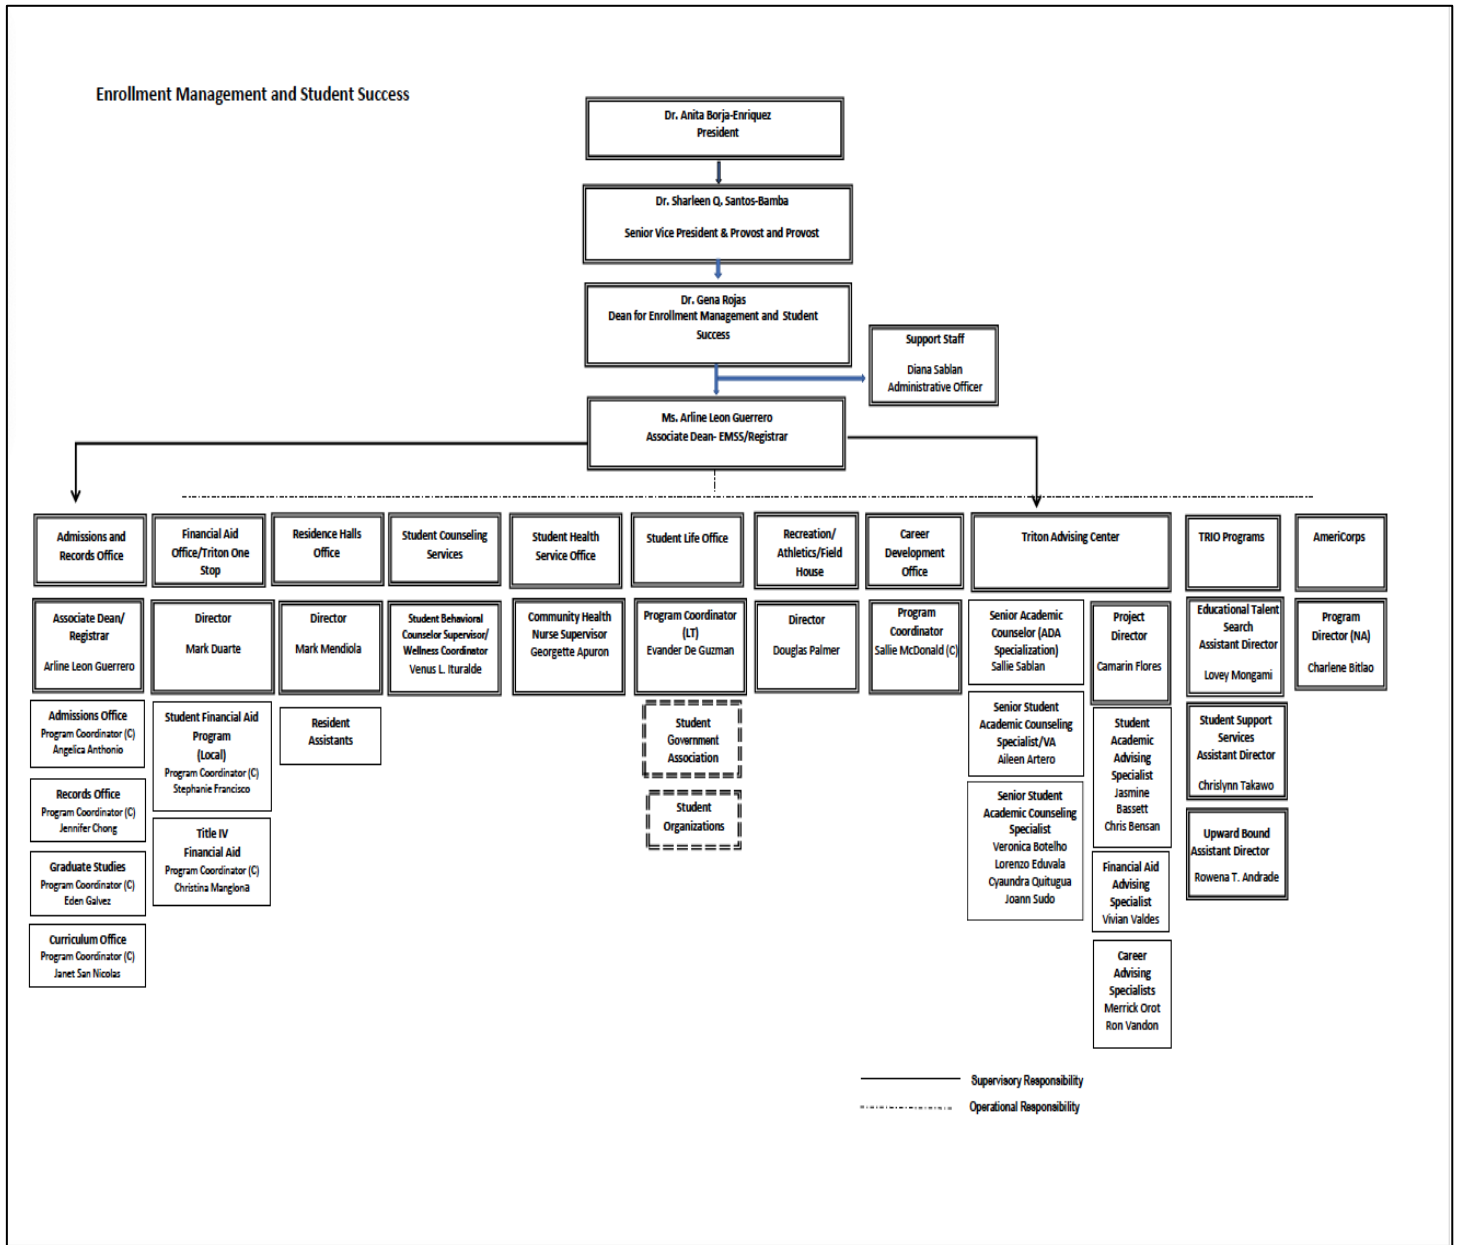 Enrollment Management and Student Success
Dr. Anita Borja-Enriquez
President
Dr. Sharleen Q, Santos-Bamba
Senior Vice President & Provost and Provost
Dr. Gena Rojas
Dean for Enrollment Management and Student
Success
Support Staff
Diana Sablan
Administrative Officer
Ms. Arline Leon Guerrero
Associate Dean- EMSS/Registrar
Admissions and
Records Office
Associate Dean/
Registrar
Arline Leon Guerrero
Admissions Office
Program Coordinator (C)
Angelica Anthonio
Records Office
Program Coordinator (C)
Jennifer Chong
Graduate Studies
Program Coordinator (C)
Eden Galvez
Curriculum Office
Program Coordinator (C)
Janet San Nicolas
Financial Aid
Office/Triton One
Stop
Director
Mark Duarte
Student Financial Aid
Program
(Local)
Program Coordinator (C)
Stephanie Francisco
Title IV
Financial Aid
Program Coordinator (C)
Christina Manglona
Residence Halls
Office
Director
Mark Mendiola
Resident
Assistants
Student Counseling
Services
Student Behavioral
Counselor Supervisor/
Wellness Coordinator
Venus L. Ituralde
Student Health
Service Office
Community Health
Nurse Supervisor
Georgette Apuron
Student Life Office
Program Coordinator
(LT)
Evander De Guzman
Student
Government
Association
Student
Organizations
Recreation/
Athletics/Field
House
Director
Douglas Palmer
Career
Development
Office
Program
Coordinator
Sallie McDonald (C)
Triton Advising Center
Senior Academic
Counselor (ADA
Specialization)
Sallie Sablan
Senior Student
Academic Counseling
Specialist/VA
Aileen Artero
Senior Student
Academic Counseling
Specialist
Veronica Botelho
Lorenzo Eduvala
Cyaundra Quitugua
Joann Sudo
Project
Director
Camarin Flores
Student
Academic
Advising
Specialist
Jasmine
Bassett
Chris Bensan
Financial Aid
Advising
Specialist
Vivian Valdes
Career
Advising
Specialists
Merrick Orot
Ron Vandon
TRIO Programs
Educational Talent
Search
Assistant Director
Lovey Mongami
Student Support
Services
Assistant Director
Chrislynn Takawo
Upward Bound
Assistant Director
Rowena T. Andrade
AmeriCorps
Program
Director (NA)
Charlene Bitlao
Supervisory Responsibility
Operational Responsibility